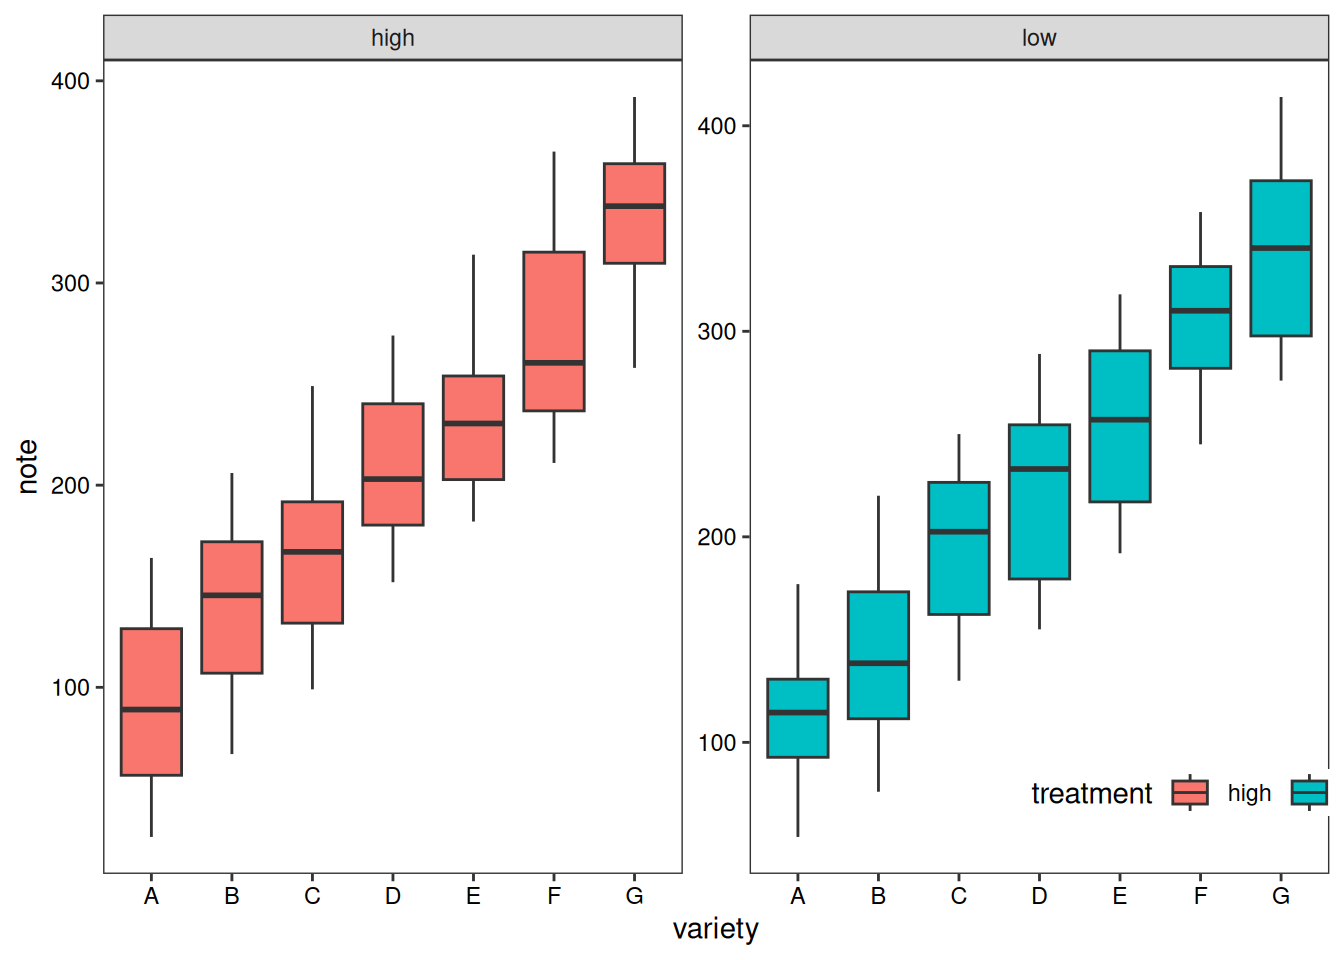 high
low
400
300
200
100
400
300
200
100
note
treatment high
A B C D E F G
A B C D E F G
variety